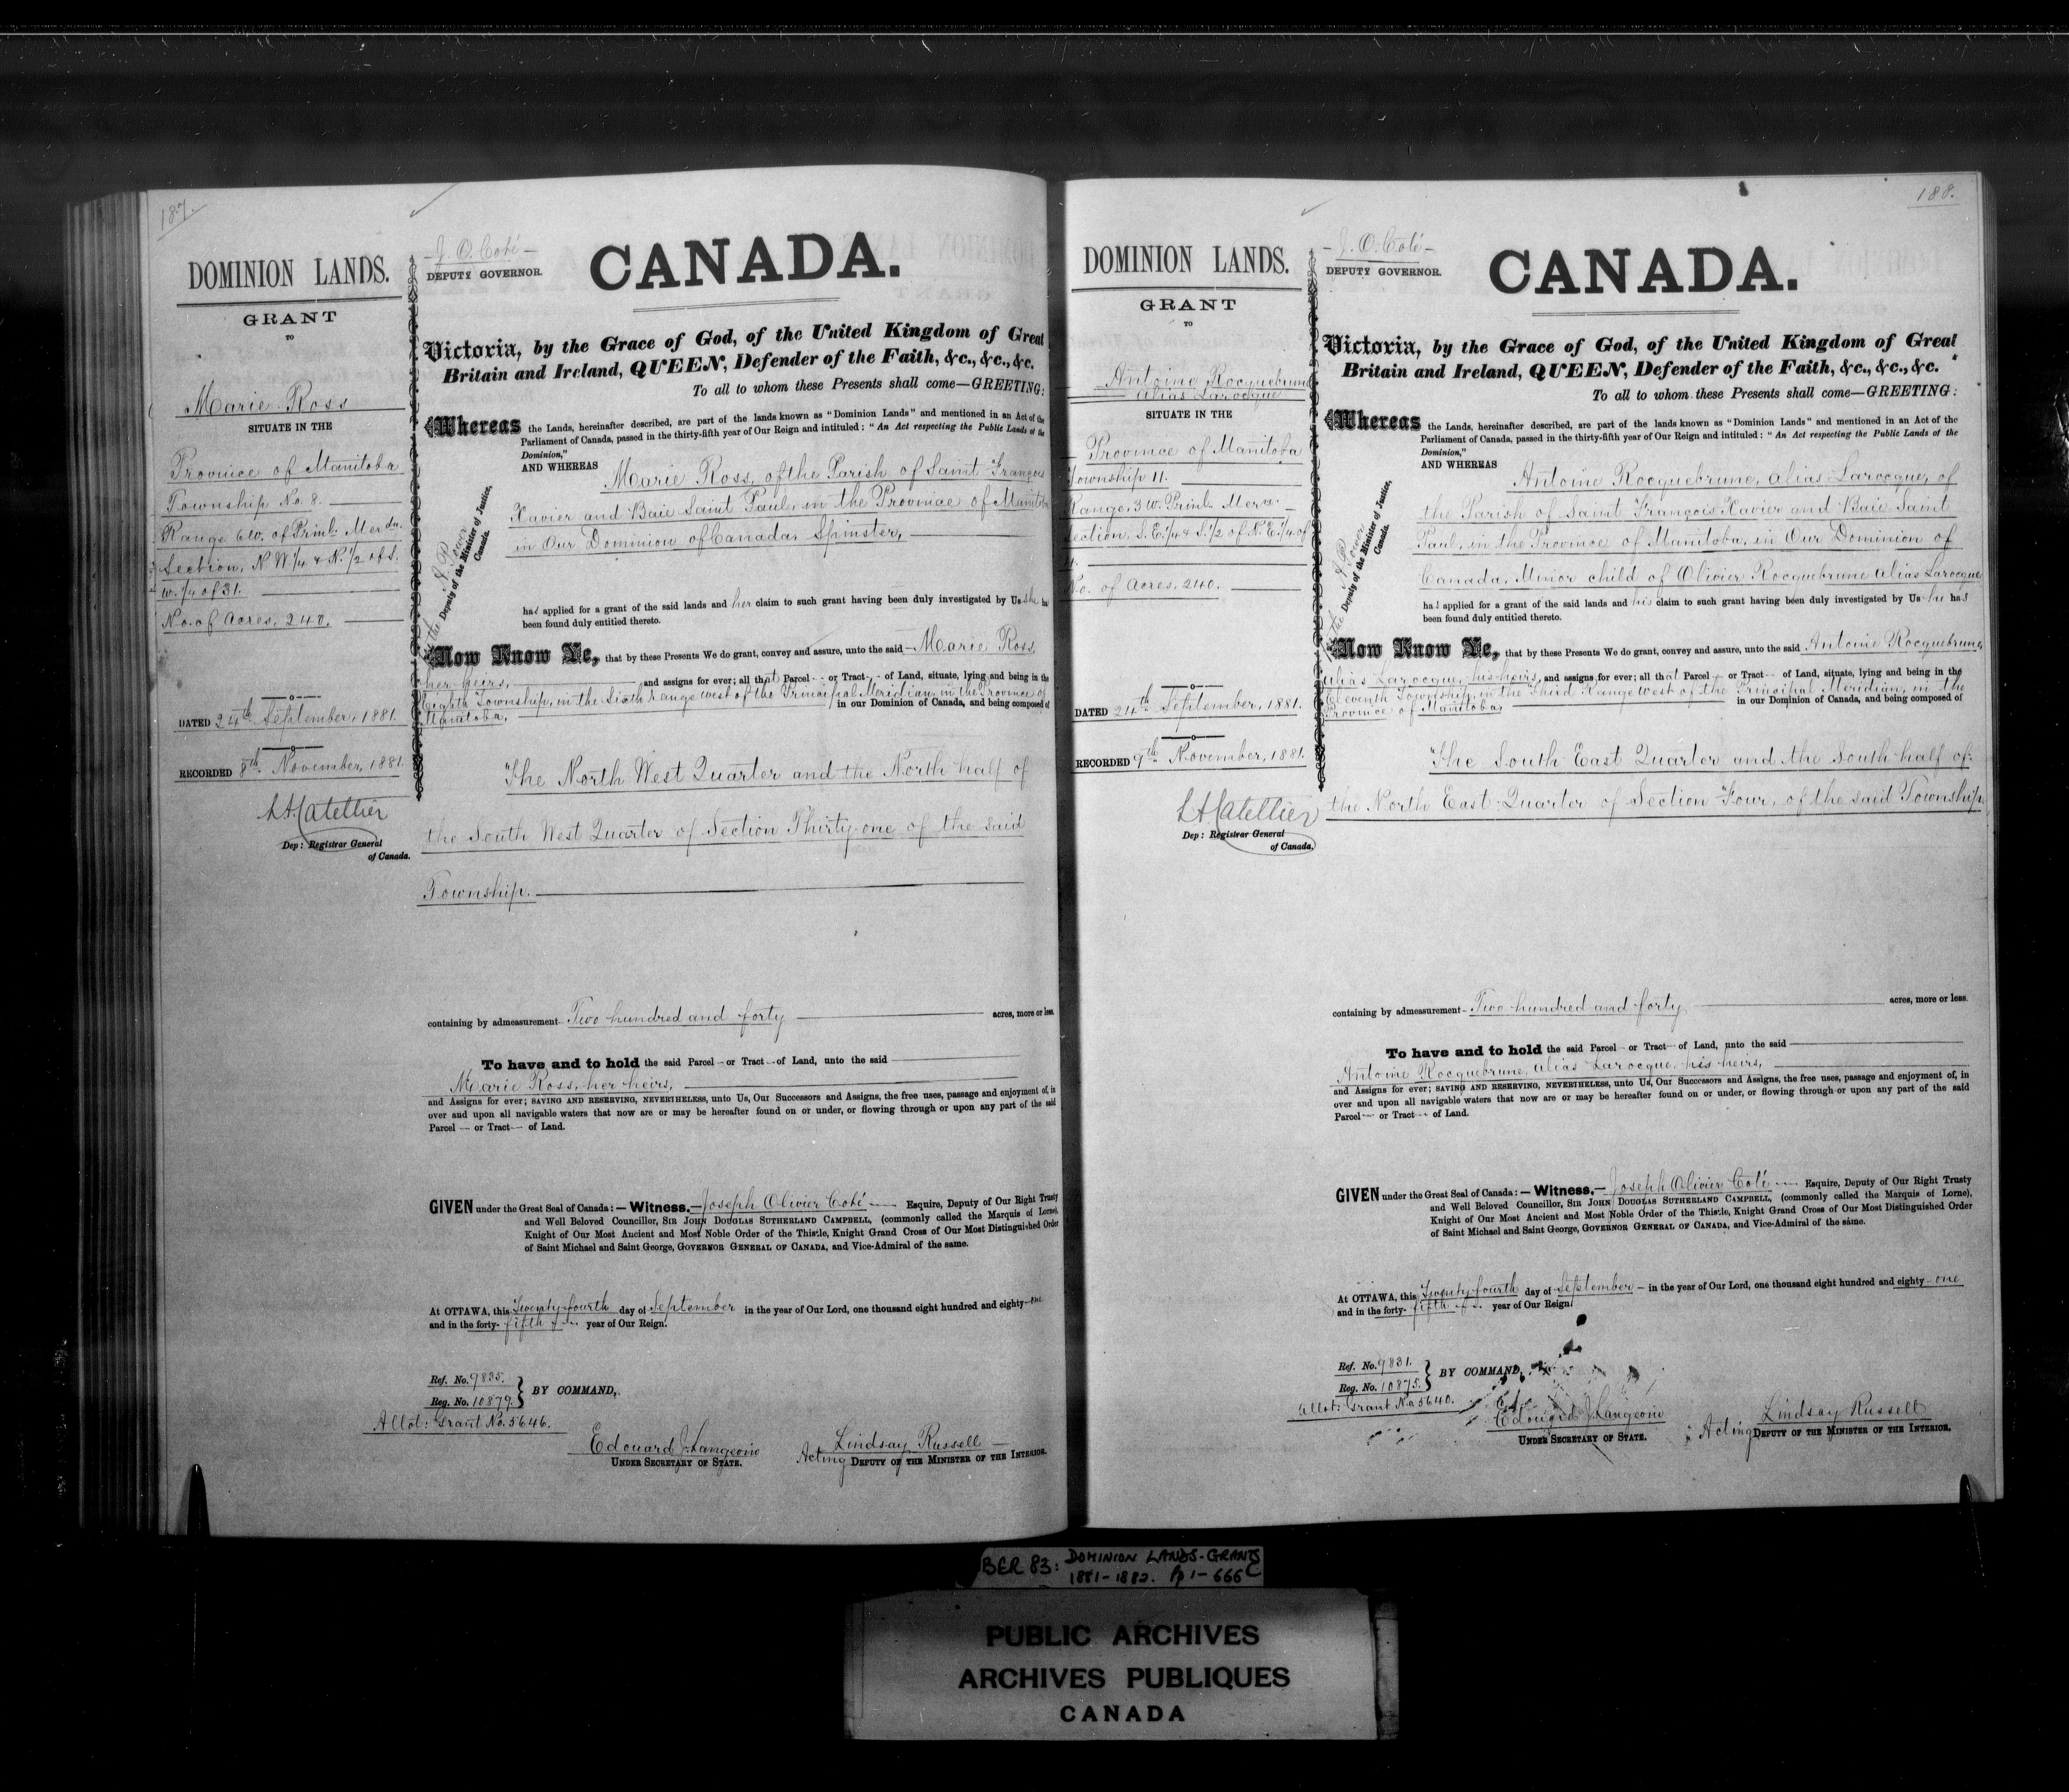 187.
DOMINION LANDS.
GRANT
TO
Marie Ross
SITUATE IN THE
Province of Manitoba
Township No. 8.
Range 6 W. of Prinl. Merdn.
Section, N W. 1/4 & N. 1/2 of S.
W. 1/4 of 31.
No. of Acres, 240.
DATED 24th September, 1881.
RECORDED 8th November, 1881.
L A Catellier
Dep: Registrar General
of Canada.
J. O. Coté
DEPUTY GOVERNOR.
CANADA.
A Power
Deputy of the Minister of Justice,
Canada.
Victoria, by the Grace of God, of the United Kingdom of Great
Britain and Ireland, QUEEN, Defender of the Faith, &c., &c., &c.
To all to whom these Presents shall come—GREETING:
Whereas the Lands, hereinafter described, are part of the lands known as "Dominion Lands" and mentioned in an Act of the
Parliament of Canada, passed in the thirty-fifth year of Our Reign and intituled: "An Act respecting the Public Lands of the
Dominion,"
AND WHEREAS Marie Ross, of the Parish of Saint François
Xavier and Baie Saint Paul, in the Province of Manitoba
in Our Dominion of Canada, Spinster,
has applied for a grant of the said lands and her claim to such grant having been duly investigated by Us she has
been found duly entitled thereto.
Now Know Ye, that by these Presents We do grant, convey and assure, unto the said Marie Ross,
her heirs, and assigns for ever; all that Parcel or Tract of Land, situate, lying and being in the
Eighth Township, in the Sixth range west of the Principal Meridian, in the Province of
Manitoba, in our Dominion of Canada, and being composed of
The North West Quarter and the North half of
the South West Quarter of Section Thirty-one of the said
Township.
containing by admeasurement Two hundred and forty acres, more or less.
To have and to hold the said Parcel or Tract of Land, unto the said
Marie Ross, her heirs,
and Assigns for ever; SAVING AND RESERVING, NEVERTHELESS, unto Us, Our Successors and Assigns, the free uses, passage and enjoyment of, in
over and upon all navigable waters that now are or may be hereafter found on or under, or flowing through or upon any part of the said
Parcel — or Tract — of Land.
GIVEN under the Great Seal of Canada:—Witness.—Joseph Olivier Coté Esquire, Deputy of Our Right Trusty
and Well Beloved Councillor, SIR JOHN DOUGLAS SUTHERLAND CAMPBELL, (commonly called the Marquis of Lorne),
Knight of Our Most Ancient and Most Noble Order of the Thistle, Knight Grand Cross of Our Most Distinguished Order
of Saint Michael and Saint George, GOVERNOR GENERAL OF CANADA, and Vice-Admiral of the same.
At OTTAWA, this Twenty-fourth day of September in the year of Our Lord, one thousand eight hundred and eighty-one
and in the forty-fifth year of Our Reign.
Ref. No. 9835.
Reg. No. 10879.
BY COMMAND,
Allot: Grant No. 5646.
Edouard J. Langevin
UNDER SECRETARY OF STATE.
Lindsay Russell
Acting DEPUTY OF THE MINISTER OF THE INTERIOR.
188.
DOMINION LANDS.
GRANT
TO
Antoine Rocquebrune
alias Larocque
SITUATE IN THE
Province of Manitoba
Township 11.
Range, 3 W. Prinl. Mern.
Section, S. E. 1/4 & S. 1/2 of N. E. 1/4 of
4.
No. of Acres, 240.
DATED 24th September, 1881.
RECORDED 9th November, 1881.
L A Catellier
Dep: Registrar General
of Canada.
J. O. Coté
DEPUTY GOVERNOR.
CANADA.
A Power
Deputy of the Minister of Justice,
Canada.
Victoria, by the Grace of God, of the United Kingdom of Great
Britain and Ireland, QUEEN, Defender of the Faith, &c., &c., &c.
To all to whom these Presents shall come—GREETING:
Whereas the Lands, hereinafter described, are part of the lands known as "Dominion Lands" and mentioned in an Act of the
Parliament of Canada, passed in the thirty-fifth year of Our Reign and intituled: "An Act respecting the Public Lands of the
Dominion,"
AND WHEREAS Antoine Rocquebrune, alias Larocque, of
the Parish of Saint François Xavier and Baie Saint
Paul, in the Province of Manitoba, in Our Dominion of
Canada, Minor child of Olivier Rocquebrune alias Larocque
has applied for a grant of the said lands and his claim to such grant having been duly investigated by Us he has
been found duly entitled thereto.
Now Know Ye, that by these Presents We do grant, convey and assure, unto the said Antoine Rocquebrune,
alias Larocque, his heirs, and assigns for ever; all that Parcel or Tract of Land, situate, lying and being in the
Eleventh Township, in the Third Range west of the Principal Meridian, in the
Province of Manitoba, in our Dominion of Canada, and being composed of
The South East Quarter and the South half of
the North East Quarter of Section Four, of the said Township.
containing by admeasurement Two hundred and forty acres, more or less.
To have and to hold the said Parcel or Tract of Land, unto the said
Antoine Rocquebrune, alias Larocque, his heirs,
and Assigns for ever; SAVING AND RESERVING, NEVERTHELESS, unto Us, Our Successors and Assigns, the free uses, passage and enjoyment of, in
over and upon all navigable waters that now are or may be hereafter found on or under, or flowing through or upon any part of the said
Parcel — or Tract — of Land.
GIVEN under the Great Seal of Canada:—Witness.—Joseph Olivier Coté Esquire, Deputy of Our Right Trusty
and Well Beloved Councillor, SIR JOHN DOUGLAS SUTHERLAND CAMPBELL, (commonly called the Marquis of Lorne),
Knight of Our Most Ancient and Most Noble Order of the Thistle, Knight Grand Cross of Our Most Distinguished Order
of Saint Michael and Saint George, GOVERNOR GENERAL OF CANADA, and Vice-Admiral of the same.
At OTTAWA, this Twenty-fourth day of September in the year of Our Lord, one thousand eight hundred and eighty-one
and in the forty-fifth year of Our Reign.
Ref. No. 9831.
Reg. No. 10875.
BY COMMAND,
Allot: Grant No. 5640.
Edouard J. Langevin
UNDER SECRETARY OF STATE.
Lindsay Russell
Acting DEPUTY OF THE MINISTER OF THE INTERIOR.
BER 83: DOMINION LANDS-GRANTS
1881-1882. Pp 1-666
PUBLIC ARCHIVES
ARCHIVES PUBLIQUES
CANADA